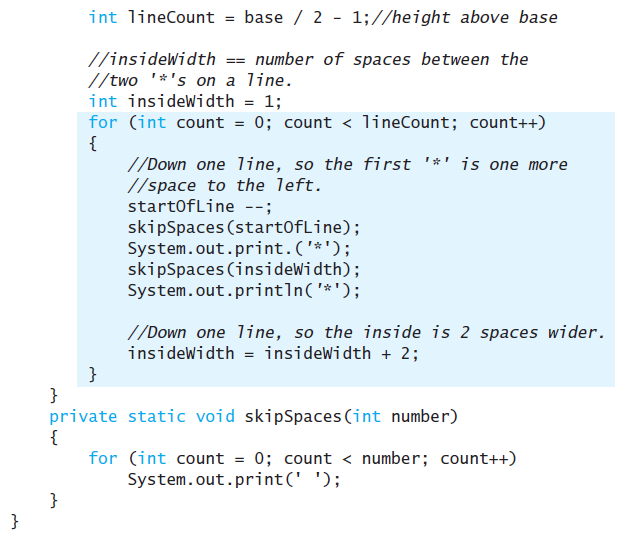 int lineCount = base / 2 - 1;//height above base
//insideWidth == number of spaces between the
//two '*'s on a line.
int insideWidth = 1;
for (int count = 0; count < lineCount; count++)
{
//Down one line, so the first '*' is one more
//space to the left.
startOfLine --;
skipSpaces(startOfLine);
System.out.print.('*');
skipSpaces(insideWidth);
System.out.println('*');
//Down one line, so the inside is 2 spaces wider.
insideWidth = insideWidth + 2;
}
}
private static void skipSpaces(int number)
{
for (int count = 0; count < number; count++)
System.out.print(' ');
}
}